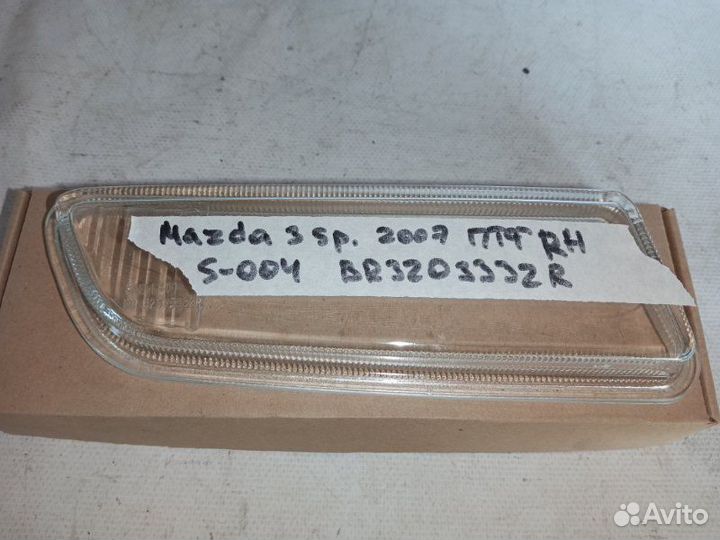 Mazda 3 sp. 2007 ПТФ RH
S-004 BR3203332R
Avito